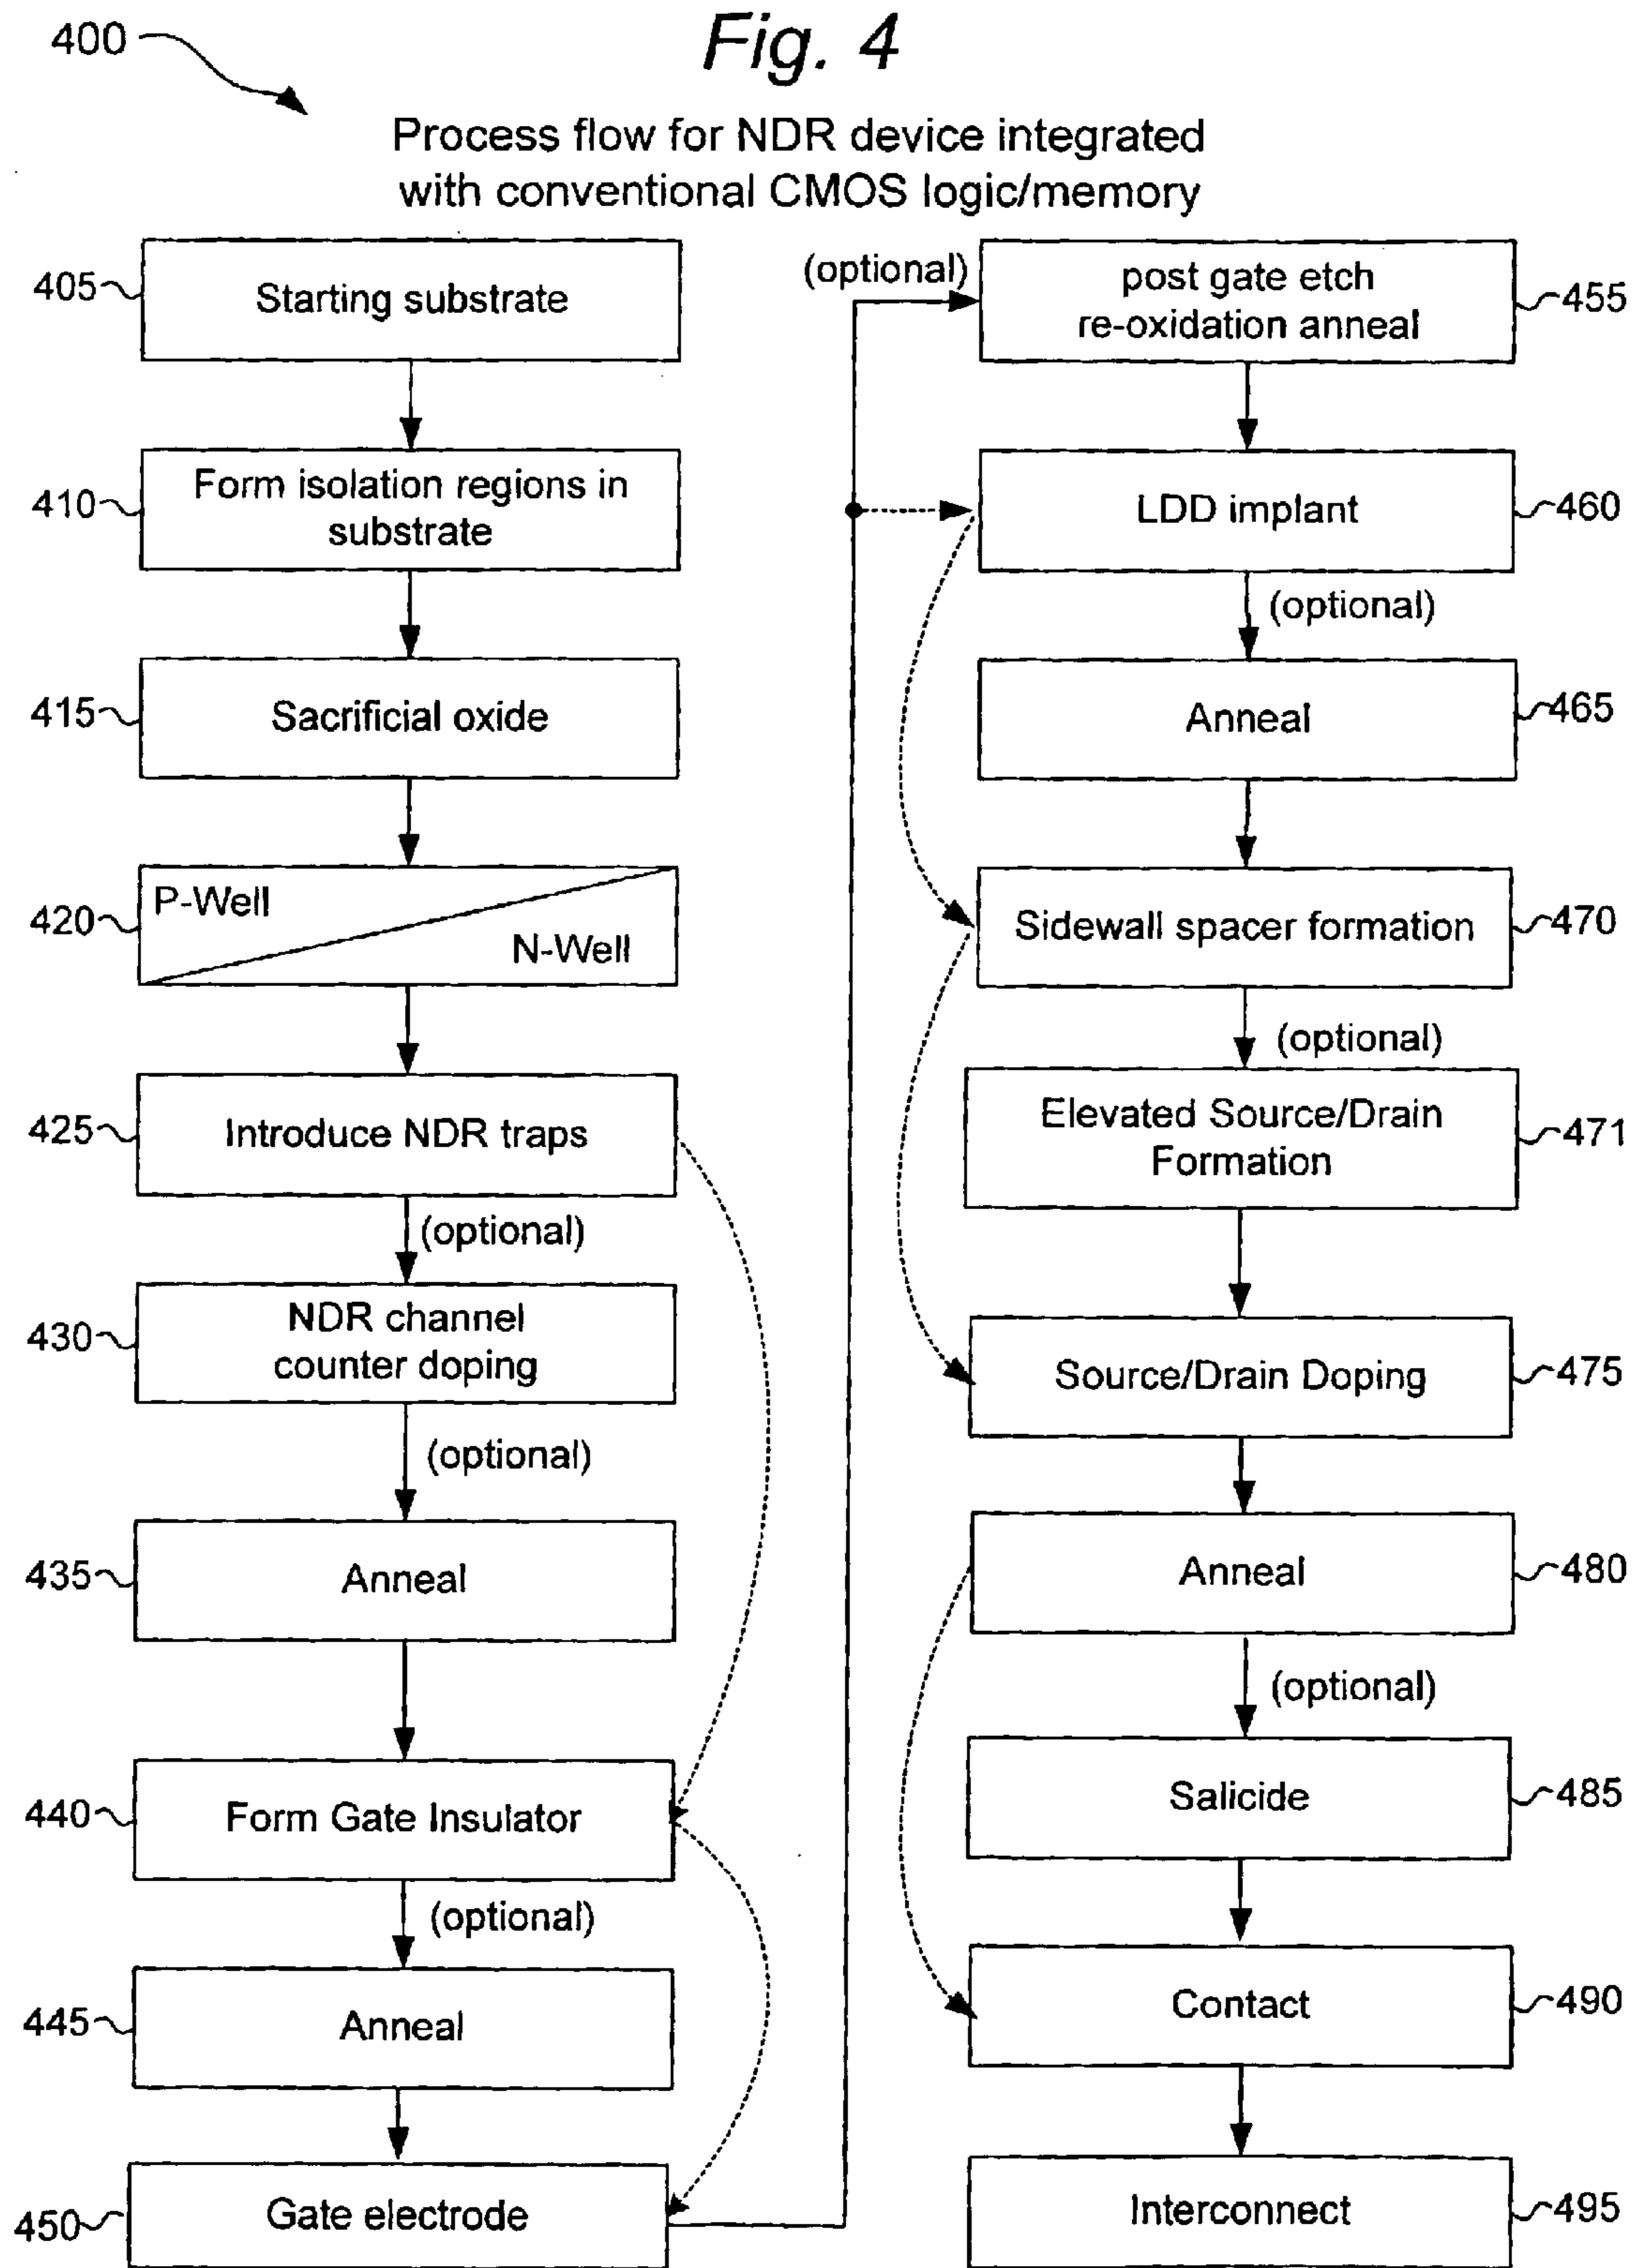 400
Fig. 4
Process flow for NDR device integrated
with conventional CMOS logic/memory
405
Starting substrate
410
Form isolation regions in
substrate
415
Sacrificial oxide
420
P-Well
N-Well
425
Introduce NDR traps
(optional)
430
NDR channel
counter doping
(optional)
435
Anneal
440
Form Gate Insulator
(optional)
445
Anneal
450
Gate electrode
(optional)
post gate etch
re-oxidation anneal
455
LDD implant
460
(optional)
Anneal
465
Sidewall spacer formation
470
(optional)
Elevated Source/Drain
Formation
471
Source/Drain Doping
475
Anneal
480
(optional)
Salicide
485
Contact
490
Interconnect
495